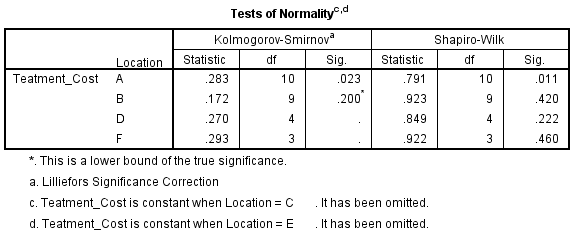 Tests of Normalityc,d
Kolmogorov-Smirnova Shapiro-Wilk
Location Statistic df Sig. Statistic df Sig.
Teatment_Cost A .283 10 .023 .791 10 .011
B .172 9 .200* .923 9 .420
D .270 4 . .849 4 .222
F .293 3 . .922 3 .460
*. This is a lower bound of the true significance.
a. Lilliefors Significance Correction
c. Teatment_Cost is constant when Location = C . It has been omitted.
d. Teatment_Cost is constant when Location = E . It has been omitted.